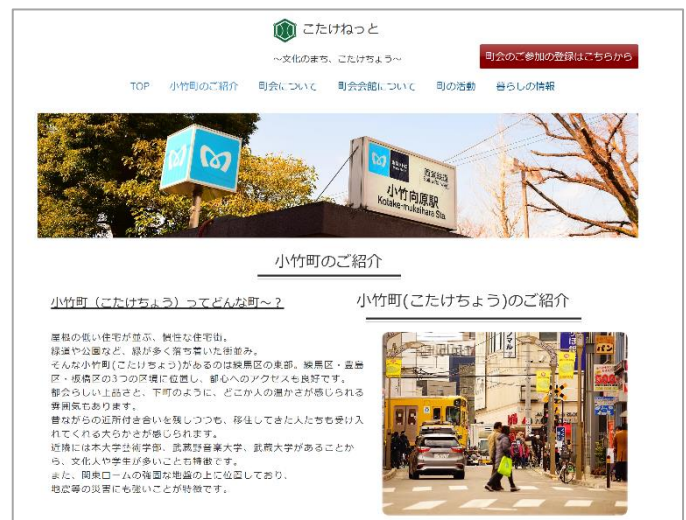 こたけねっと
～文化のまち、こたけちょう～
町会のご参加の登録はこちらから
TOP 小竹町のご紹介 町会について 町会会館について 町の活動 暮らしの情報
小竹向原駅
Kotake-mukaihara Sta.
小竹町のご紹介
小竹町（こたけちょう）ってどんな町～？
小竹町(こたけちょう)のご紹介
屋根の低い住宅が並ぶ、閑静な住宅街。
緑道や公園など、緑が多く落ち着いた街並み。
そんな小竹町(こたけちょう)があるのは練馬区の東部。練馬区・豊島
区・板橋区の3つの区境に位置し、都心へのアクセスも良好です。
都会らしい上品さと、下町のように、どこか人の温かさが感じられる
雰囲気もあります。
昔ながらの近所付き合いを残しつつも、移住してきた人たちも受け入
れてくれる大らかさが感じられます。
近隣には本大学芸術学部、武蔵野音楽大学、武蔵大学があることか
ら、文化人や学生が多いことも特徴です。
また、関東ロームの強固な地盤の上に位置しており、
地震等の災害にも強いことが特徴です。